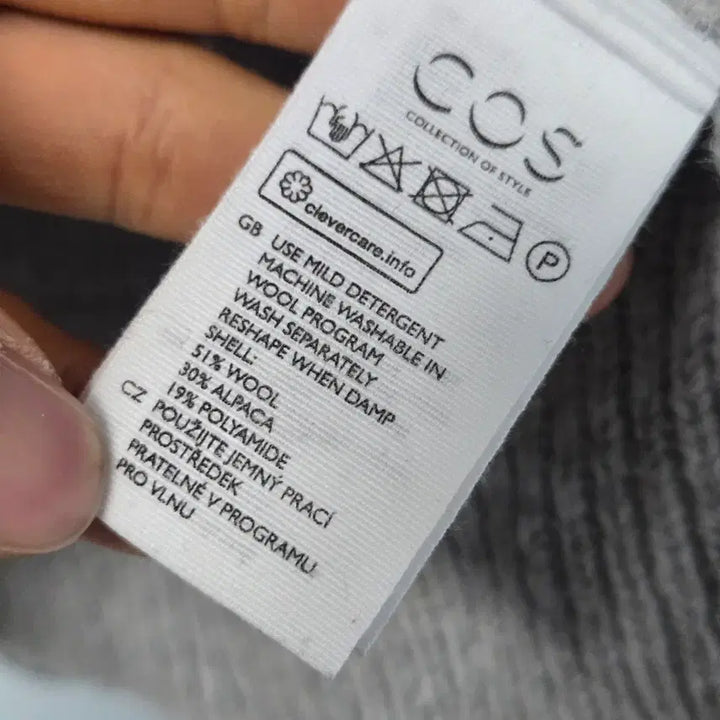 COS
COLLECTION OF STYLE
P
clevercare.info
GB USE MILD DETERGENT
MACHINE WASHABLE IN
WOOL PROGRAM
WASH SEPARATELY
RESHAPE WHEN DAMP
SHELL:
51% WOOL
30% ALPACA
19% POLYAMIDE
CZ POUŽIJTE JEMNÝ PRACÍ
PROSTŘEDEK
PRATELNÉ V PROGRAMU
PRO VLNU